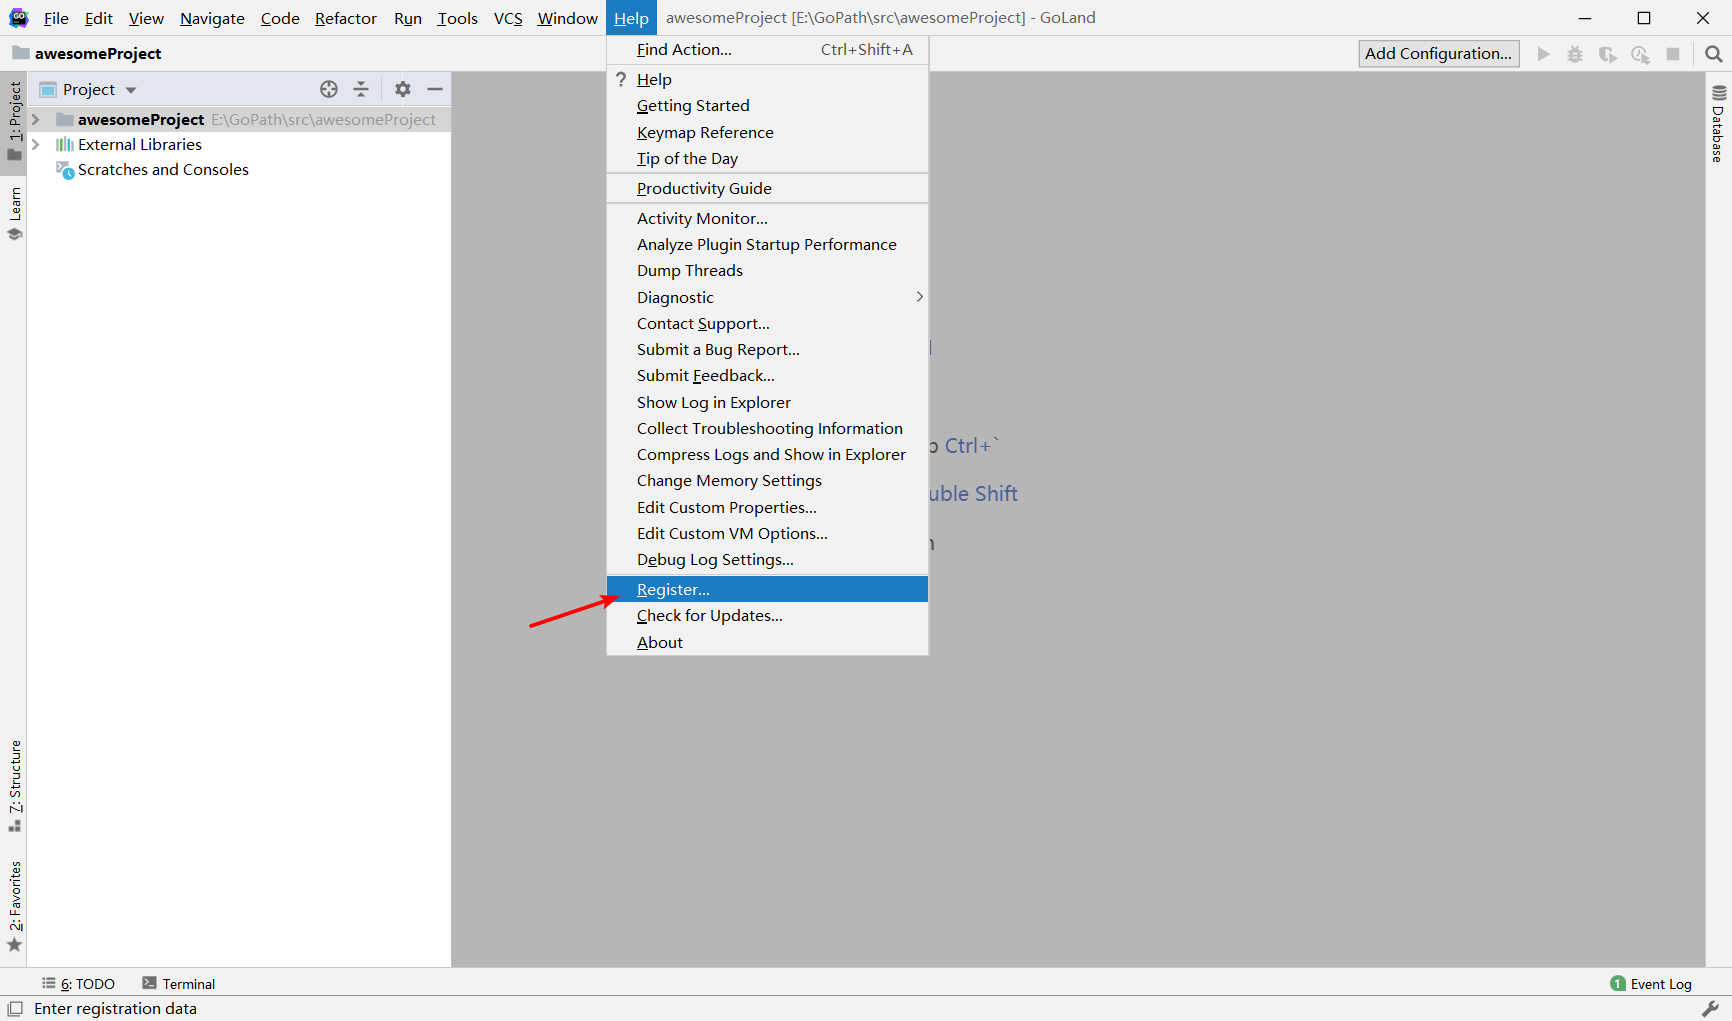 File Edit View Navigate Code Refactor Run Tools VCS Window Help awesomeProject [E:\GoPath\src\awesomeProject] - GoLand
awesomeProject
Add Configuration...
Project
awesomeProject E:\GoPath\src\awesomeProject
External Libraries
Scratches and Consoles
1: Project
Learn
7: Structure
2: Favorites
Find Action... Ctrl+Shift+A
? Help
Getting Started
Keymap Reference
Tip of the Day
Productivity Guide
Activity Monitor...
Analyze Plugin Startup Performance
Dump Threads
Diagnostic
Contact Support...
Submit a Bug Report...
Submit Feedback...
Show Log in Explorer
Collect Troubleshooting Information
Compress Logs and Show in Explorer
Change Memory Settings
Edit Custom Properties...
Edit Custom VM Options...
Debug Log Settings...
Register...
Check for Updates...
About
Ctrl+`
Shift
Database
6: TODO
Terminal
1 Event Log
Enter registration data